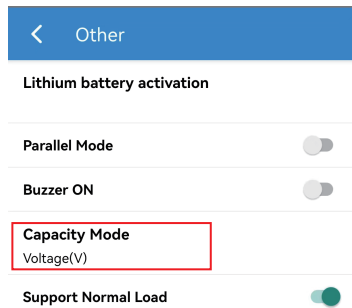 Other
Lithium battery activation
Parallel Mode
Buzzer ON
Capacity Mode
Voltage(V)
Support Normal Load